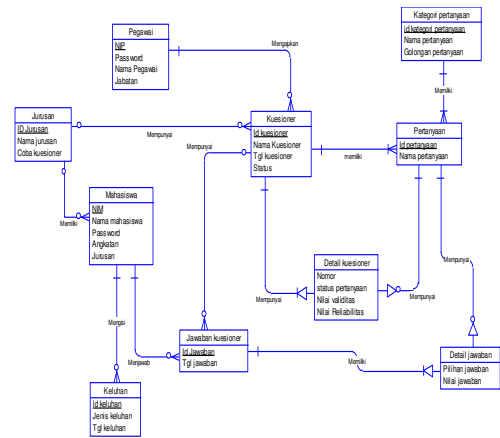 Pegawai
NIP
Password
Nama Pegawai
Jabatan
Mengajukan
Kategori pertanyaan
id kategori pertanyaan
Nama pertanyaan
Golongan pertanyaan
Memiliki
Jurusan
ID Jurusan
Nama jurusan
Coba kuesioner
Mempunyai
Mempunyai
Kuesioner
Id kuesioner
Nama Kuesioner
Tgl kuesioner
Status
memiliki
Pertanyaan
Id pertanyaan
Nama pertanyaan
Memiliki
Mahasiswa
NIM
Nama mahasiswa
Password
Angkatan
Jurusan
Detail kuesioner
Nomor
status pertanyaan
Nilai validitas
Nilai Reliabilitas
Mempunyai
Mempunyai
Mempunyai
Mengisi
Menjawab
Jawaban kuesioner
Id Jawaban
Tgl jawaban
Memiliki
Detail jawaban
Pilihan jawaban
Nilai jawaban
Keluhan
Id keluhan
Jenis keluhan
Tgl keluhan